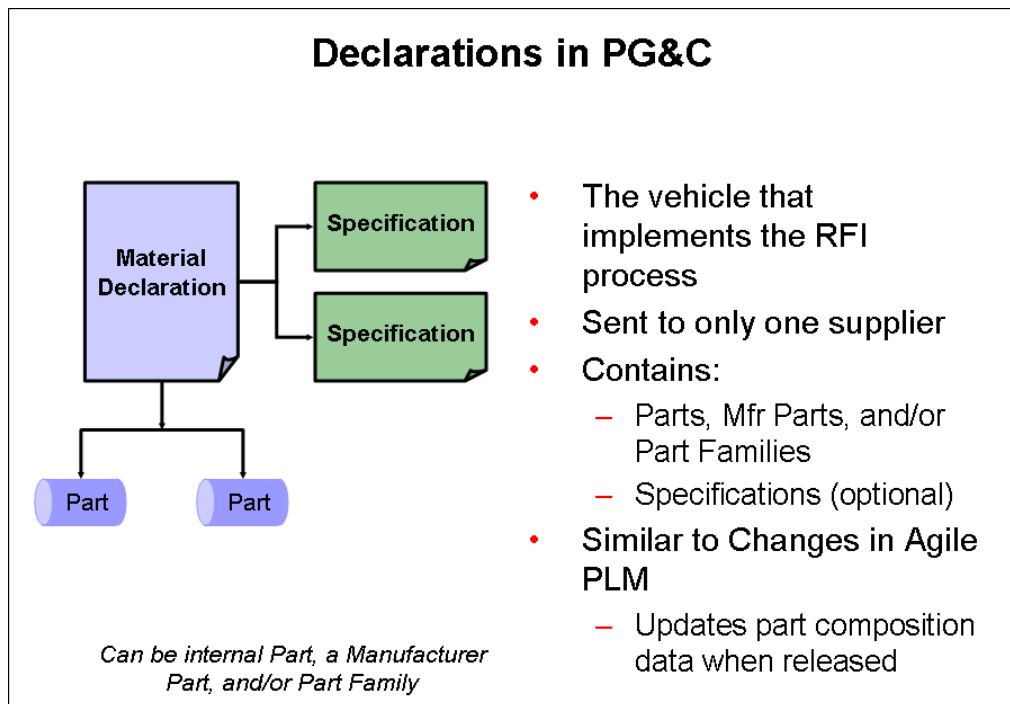 Declarations in PG&C
Material
Declaration
Specification
Specification
Part
Part
Can be internal Part, a Manufacturer
Part, and/or Part Family
• The vehicle that
implements the RFI
process
• Sent to only one supplier
• Contains:
– Parts, Mfr Parts, and/or
Part Families
– Specifications (optional)
• Similar to Changes in Agile
PLM
– Updates part composition
data when released